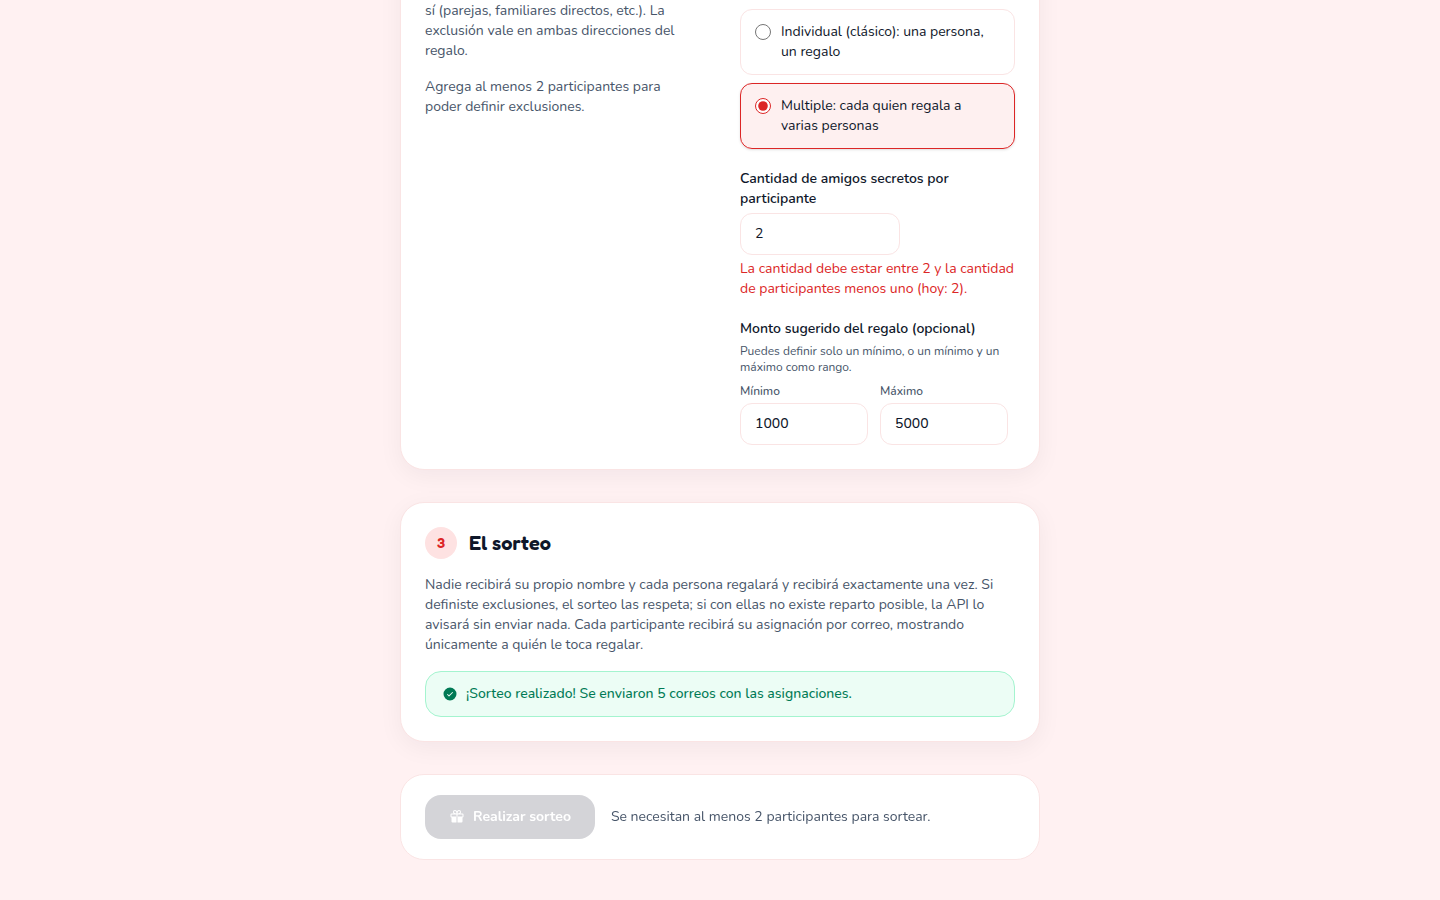 sí (parejas, familiares directos, etc.). La
exclusión vale en ambas direcciones del
regalo.
Agrega al menos 2 participantes para
poder definir exclusiones.
Individual (clásico): una persona,
un regalo
Multiple: cada quien regala a
varias personas
Cantidad de amigos secretos por
participante
2
La cantidad debe estar entre 2 y la cantidad
de participantes menos uno (hoy: 2).
Monto sugerido del regalo (opcional)
Puedes definir solo un mínimo, o un mínimo y un
máximo como rango.
Mínimo Máximo
1000 5000
3 El sorteo
Nadie recibirá su propio nombre y cada persona regalará y recibirá exactamente una vez. Si
definiste exclusiones, el sorteo las respeta; si con ellas no existe reparto posible, la API lo
avisará sin enviar nada. Cada participante recibirá su asignación por correo, mostrando
únicamente a quién le toca regalar.
¡Sorteo realizado! Se enviaron 5 correos con las asignaciones.
Realizar sorteo Se necesitan al menos 2 participantes para sortear.